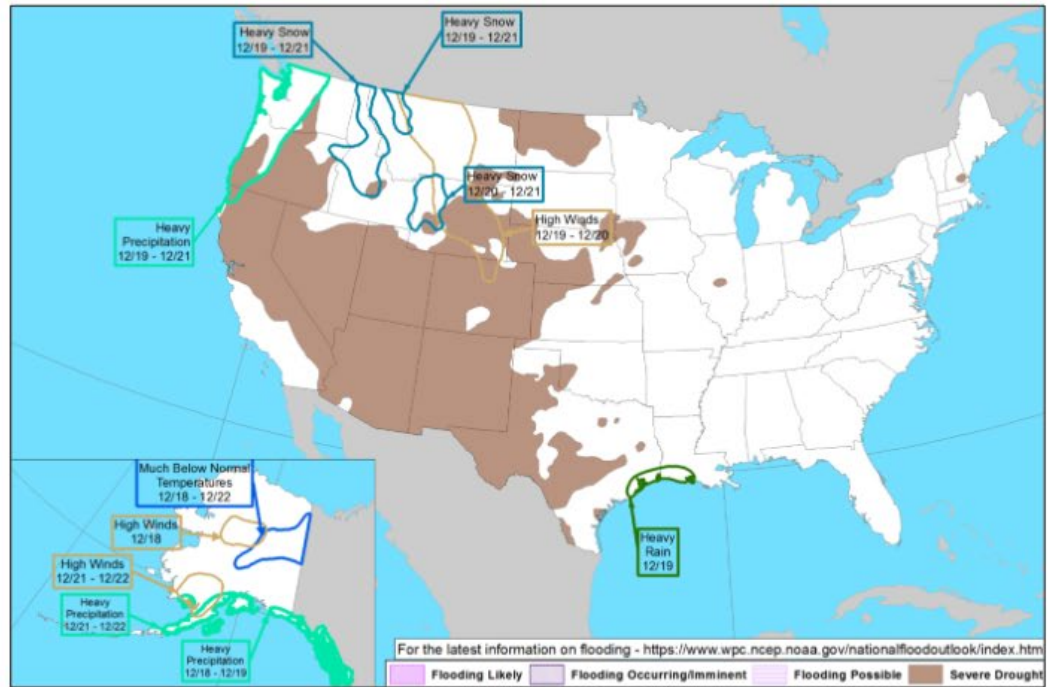 Heavy Snow
12/19 - 12/21
Heavy Snow
12/19 - 12/21
Heavy Snow
12/20 - 12/21
High Winds
12/19 - 12/20
Heavy
Precipitation
12/19 - 12/21
Much Below Normal
Temperatures
12/18 - 12/22
High Winds
12/18
High Winds
12/21 - 12/22
Heavy
Precipitation
12/21 - 12/22
Heavy
Precipitation
12/18 - 12/19
Heavy
Rain
12/19
For the latest information on flooding - https://www.wpc.ncep.noaa.gov/nationalfloodoutlook/index.htm
Flooding Likely Flooding Occurring/Imminent Flooding Possible Severe Drought